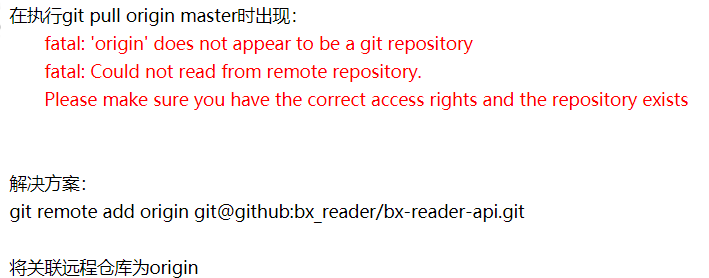 在执行git pull origin master时出现：
fatal: 'origin' does not appear to be a git repository
fatal: Could not read from remote repository.
Please make sure you have the correct access rights and the repository exists
解决方案：
git remote add origin git@github:bx_reader/bx-reader-api.git
将关联远程仓库为origin